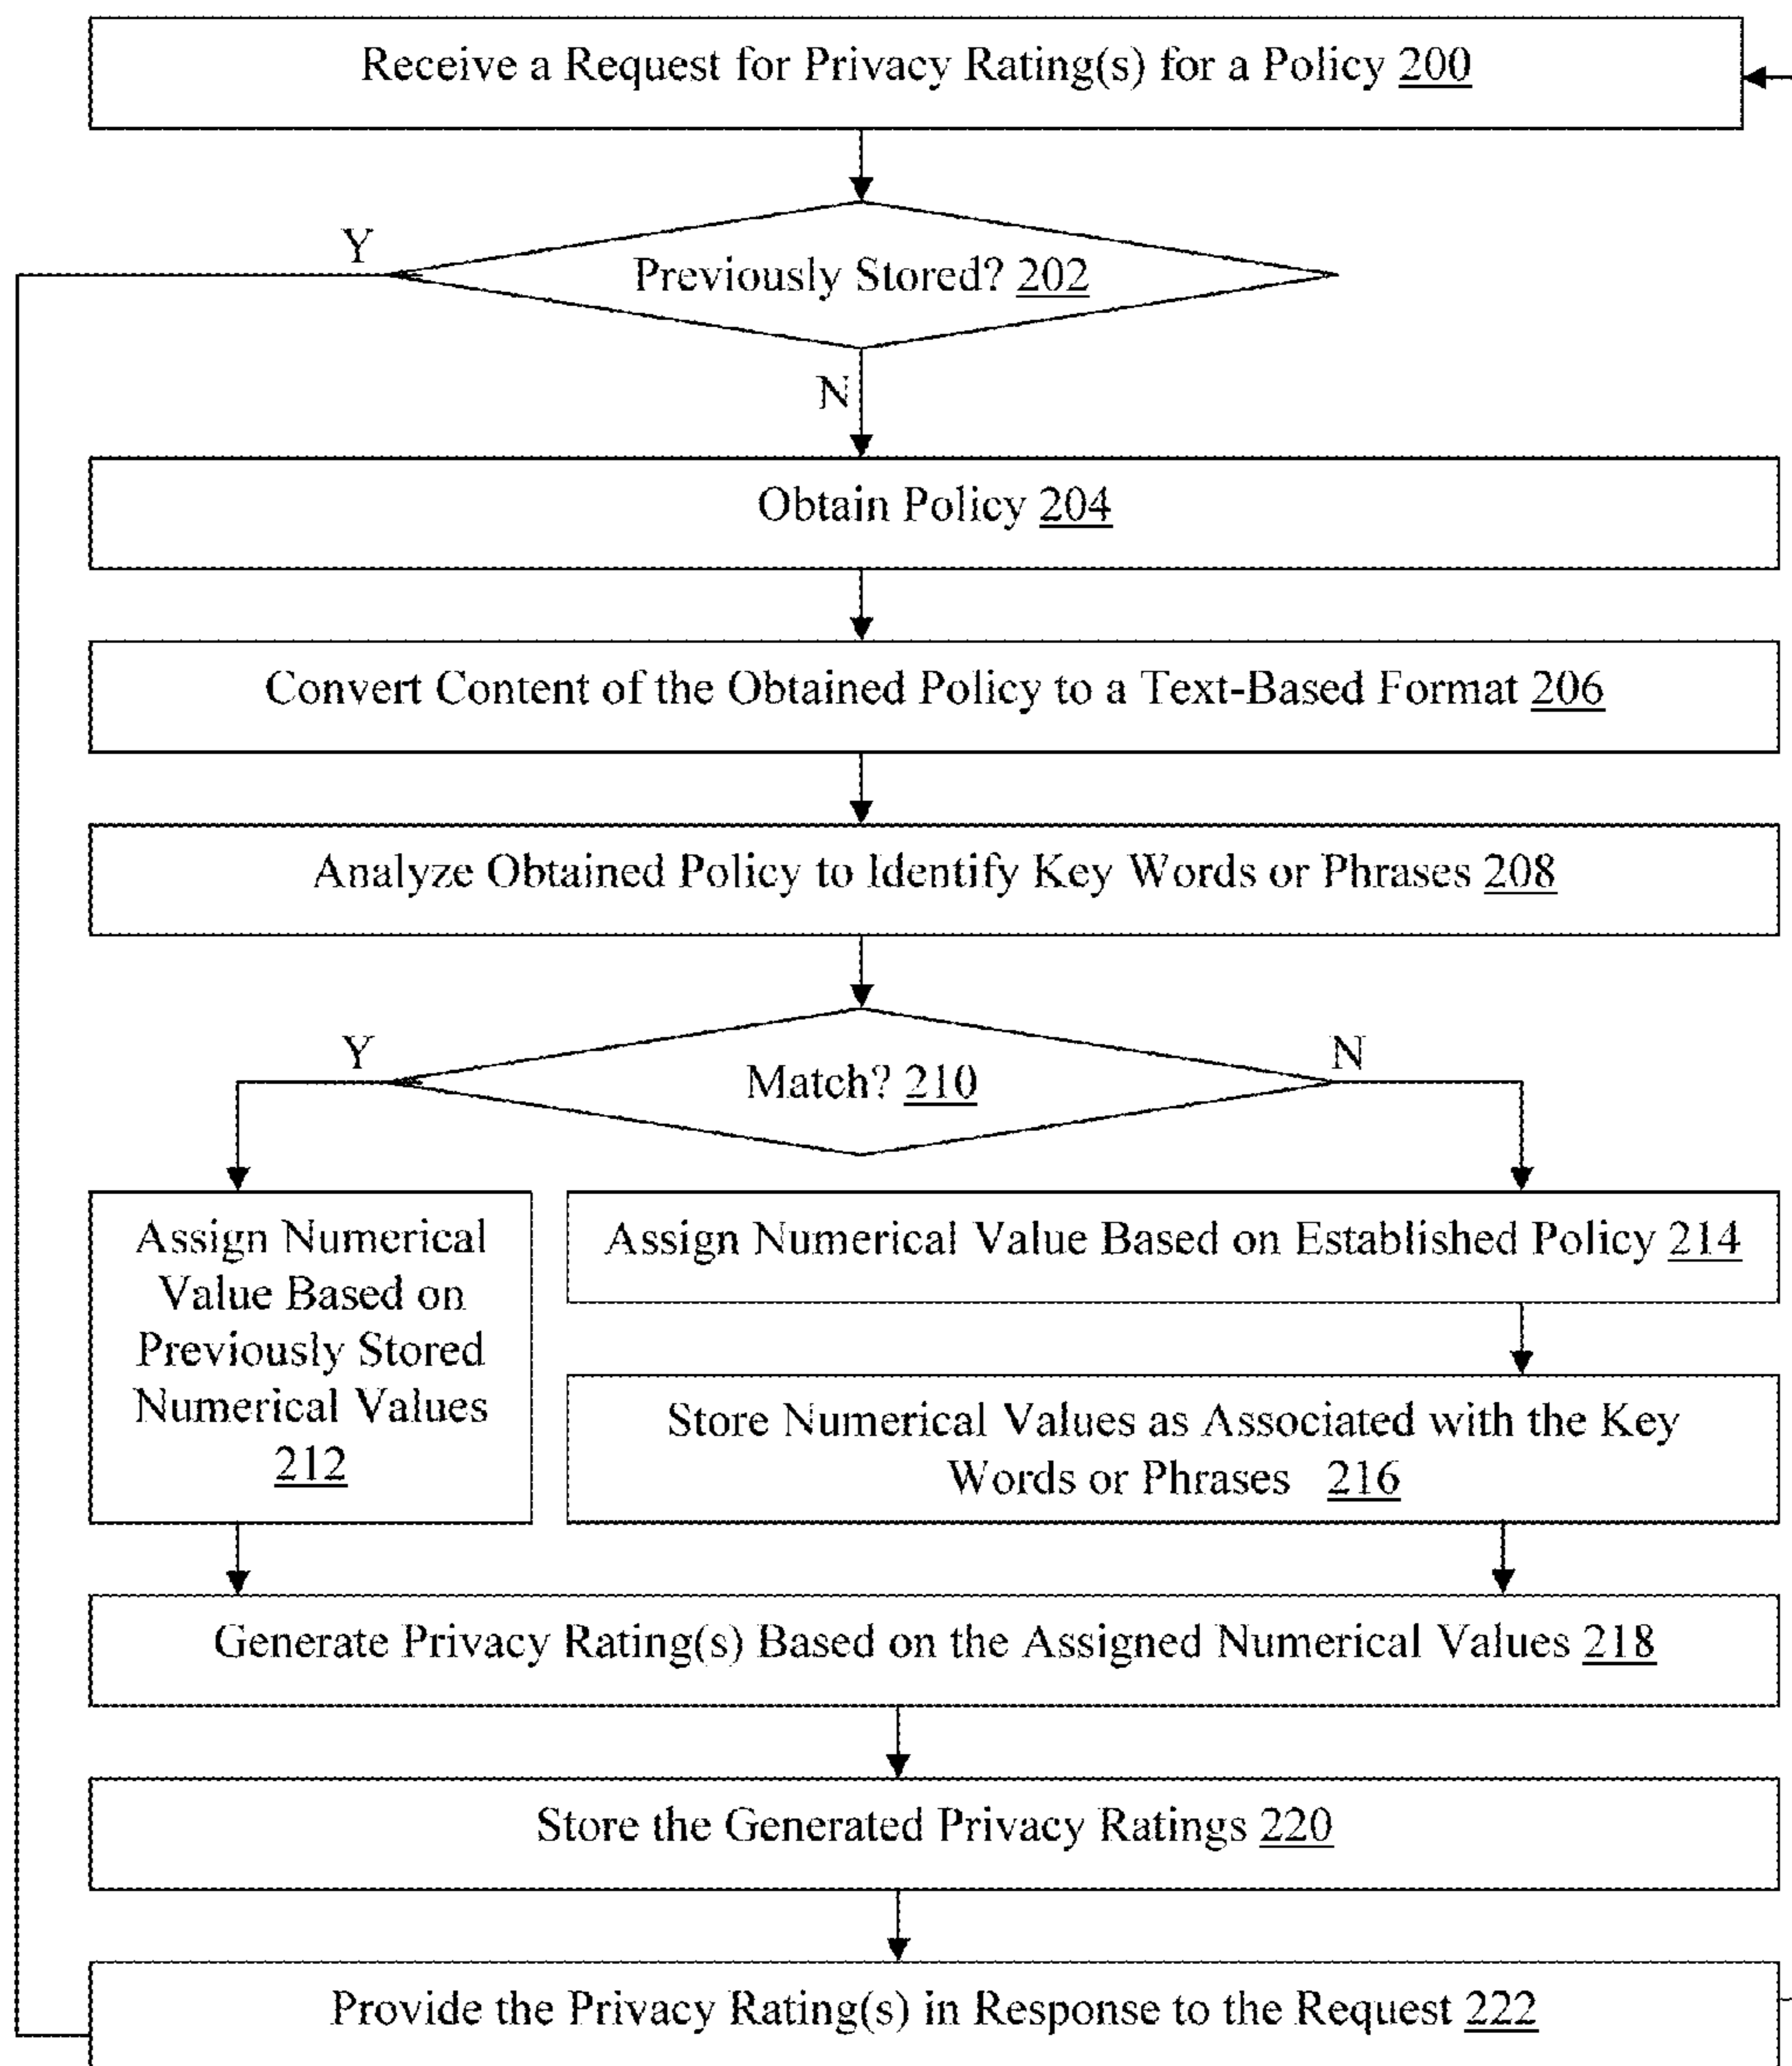 Receive a Request for Privacy Rating(s) for a Policy 200
Y
Previously Stored? 202
N
Obtain Policy 204
Convert Content of the Obtained Policy to a Text-Based Format 206
Analyze Obtained Policy to Identify Key Words or Phrases 208
Y
N
Match? 210
Assign Numerical
Value Based on
Previously Stored
Numerical Values
212
Assign Numerical Value Based on Established Policy 214
Store Numerical Values as Associated with the Key
Words or Phrases 216
Generate Privacy Rating(s) Based on the Assigned Numerical Values 218
Store the Generated Privacy Ratings 220
Provide the Privacy Rating(s) in Response to the Request 222